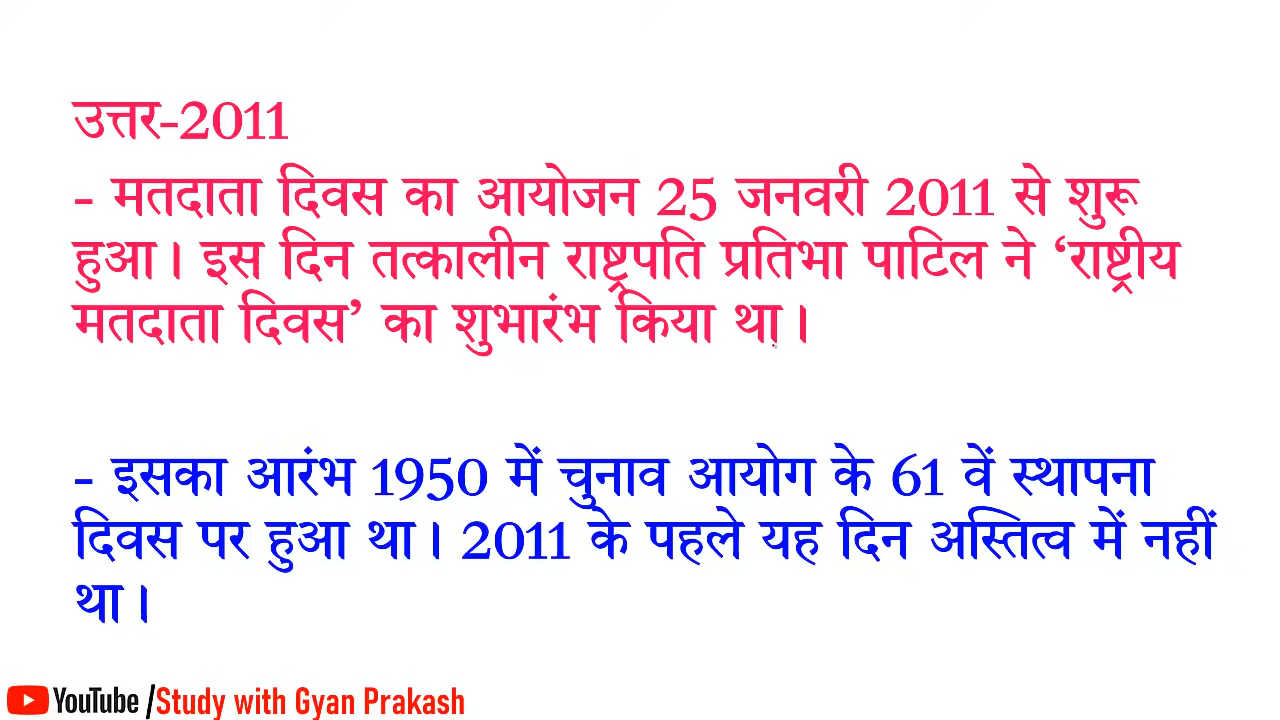 उत्तर-2011
- मतदाता दिवस का आयोजन 25 जनवरी 2011 से शुरू
हुआ। इस दिन तत्कालीन राष्ट्रपति प्रतिभा पाटिल ने ‘राष्ट्रीय
मतदाता दिवस’ का शुभारंभ किया था।
- इसका आरंभ 1950 में चुनाव आयोग के 61 वें स्थापना
दिवस पर हुआ था। 2011 के पहले यह दिन अस्तित्व में नहीं
था।
YouTube /Study with Gyan Prakash